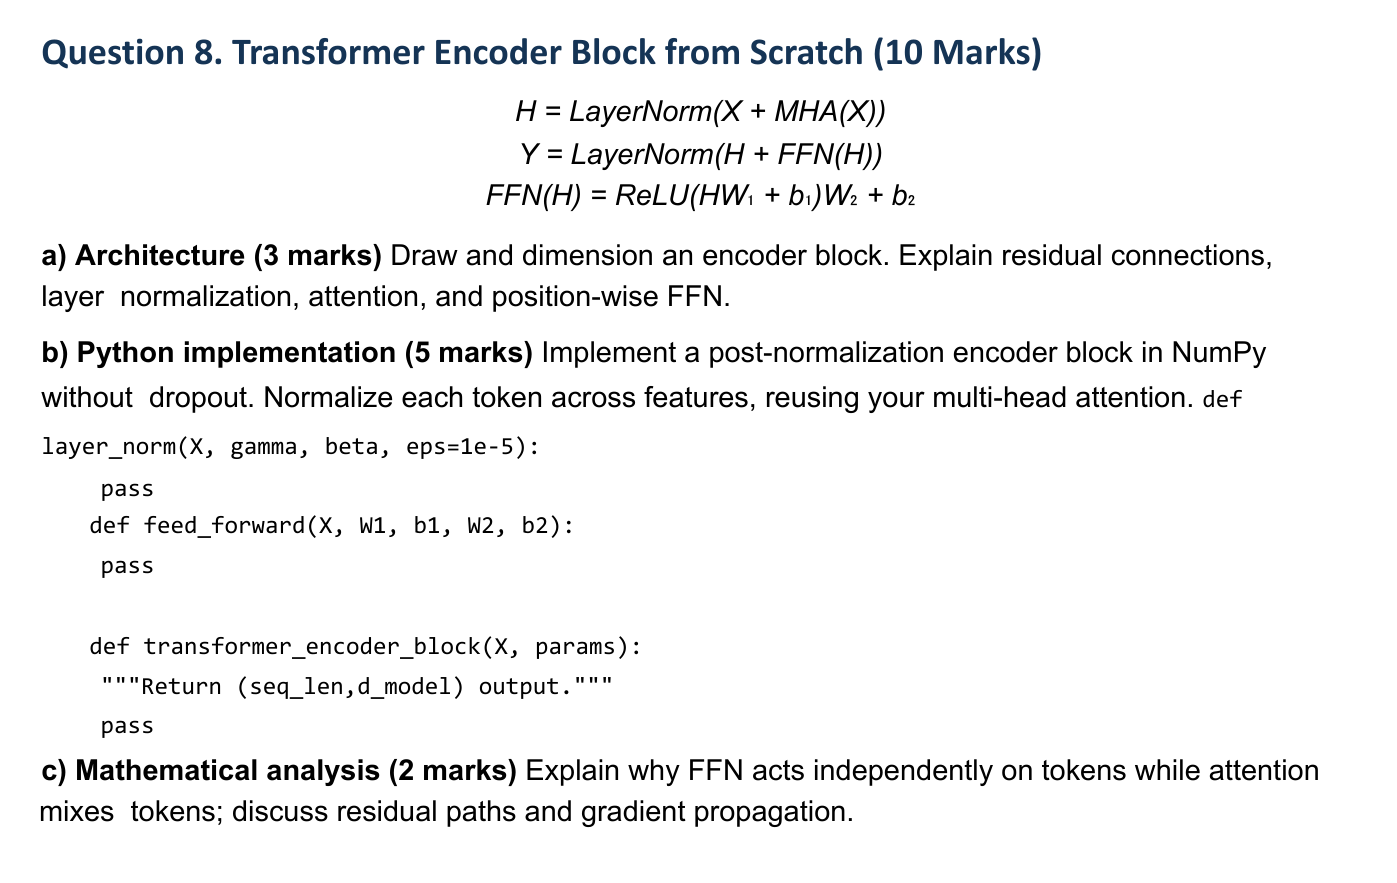 Question 8. Transformer Encoder Block from Scratch (10 Marks)
H = LayerNorm(X + MHA(X))
Y = LayerNorm(H + FFN(H))
FFN(H) = ReLU(HW₁ + b₁)W₂ + b₂
a) Architecture (3 marks) Draw and dimension an encoder block. Explain residual connections,
layer  normalization, attention, and position-wise FFN.
b) Python implementation (5 marks) Implement a post-normalization encoder block in NumPy
without  dropout. Normalize each token across features, reusing your multi-head attention. def
layer_norm(X, gamma, beta, eps=1e-5):
pass
def feed_forward(X, W1, b1, W2, b2):
pass
def transformer_encoder_block(X, params):
"""Return (seq_len,d_model) output."""
pass
c) Mathematical analysis (2 marks) Explain why FFN acts independently on tokens while attention
mixes  tokens; discuss residual paths and gradient propagation.